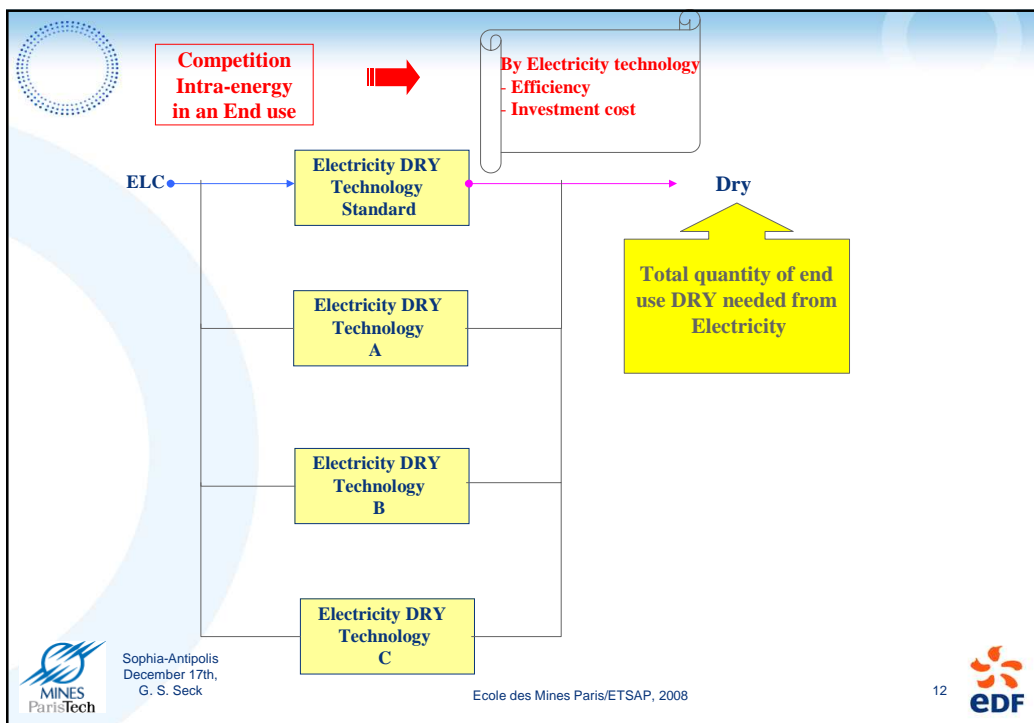 Competition
Intra-energy
in an End use
By Electricity technology
- Efficiency
- Investment cost
ELC
Electricity DRY
Technology
Standard
Dry
Total quantity of end
use DRY needed from
Electricity
Electricity DRY
Technology
A
Electricity DRY
Technology
B
Electricity DRY
Technology
C
MINES
ParisTech
Sophia-Antipolis
December 17th,
G. S. Seck
Ecole des Mines Paris/ETSAP, 2008
12
eDF